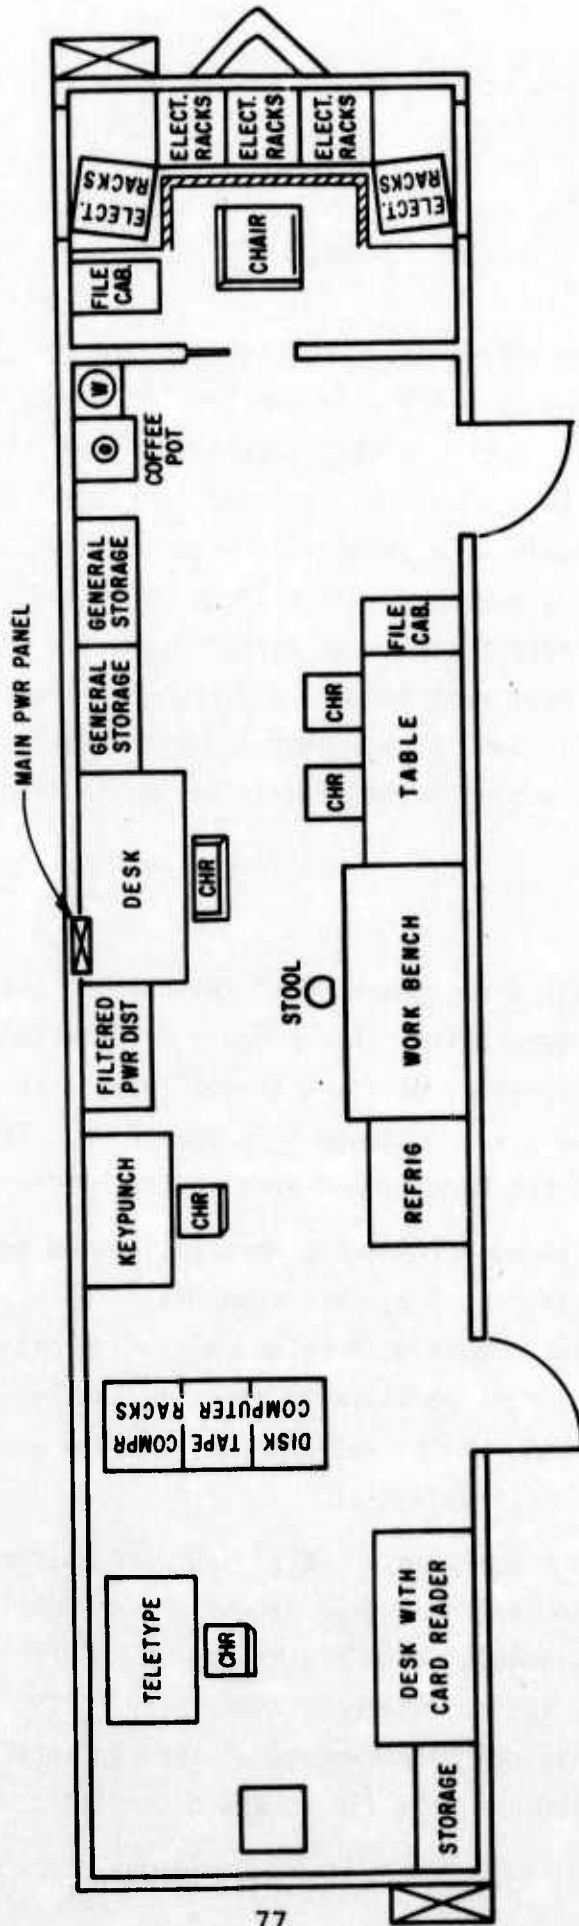 MAIN PWR PANEL
ELECT.
RACKS
ELECT.
RACKS
ELECT.
RACKS
ELECT.
RACKS
ELECT.
RACKS
CHAIR
FILE
CAB.
W
COFFEE
POT
GENERAL
STORAGE
GENERAL
STORAGE
DESK
CHR
FILTERED
PWR DIST
KEYPUNCH
CHR
COMPUTER RACKS
DISK
TAPE
COMPR
TELETYPE
CHR
FILE
CAB.
CHR
CHR
TABLE
STOOL
WORK BENCH
REFRIG
DESK WITH
CARD READER
STORAGE
77